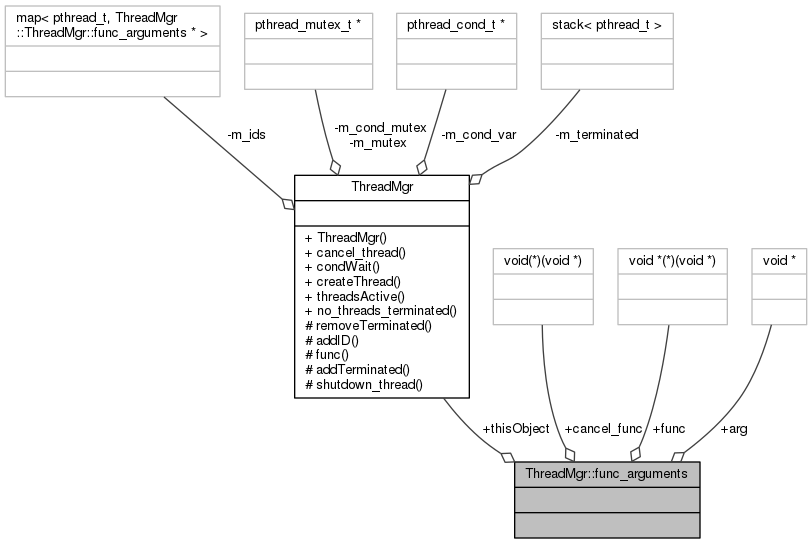 map< pthread_t, ThreadMgr
::ThreadMgr::func_arguments * >
pthread_mutex_t *
pthread_cond_t *
stack< pthread_t >
-m_ids
-m_cond_mutex
-m_mutex
-m_cond_var
-m_terminated
ThreadMgr
+ ThreadMgr()
+ cancel_thread()
+ condWait()
+ createThread()
+ threadsActive()
+ no_threads_terminated()
# removeTerminated()
# addID()
# func()
# addTerminated()
# shutdown_thread()
void(*)(void *)
void *(*)(void *)
void *
+thisObject
+cancel_func
+func
+arg
ThreadMgr::func_arguments